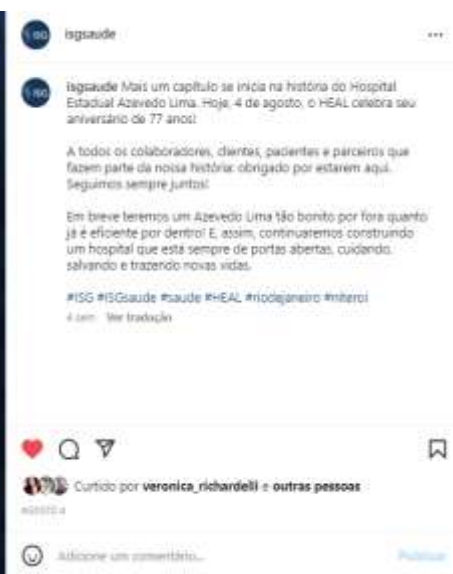 isgsaude
isgsaude Mais um capítulo se inicia na história do Hospital
Estadual Azevedo Lima. Hoje, 4 de agosto, o HEAL celebra seu
aniversário de 77 anos!
A todos os colaboradores, clientes, pacientes e parceiros que
fazem parte da nossa história: obrigado por estarem aqui.
Seguimos sempre juntos!
Em breve teremos um Azevedo Lima tão bonito por fora quanto
já é eficiente por dentro! E, assim, continuaremos construindo
um hospital que está sempre de portas abertas, cuidando,
salvando e trazendo novas vidas.
#ISG #ISGsaude #saude #HEAL #riodejaneiro #niteroi
4 sem Ver tradução
Curtido por veronica_richardelli e outras pessoas
AGOSTO 4
Adicione um comentário...
Publicar